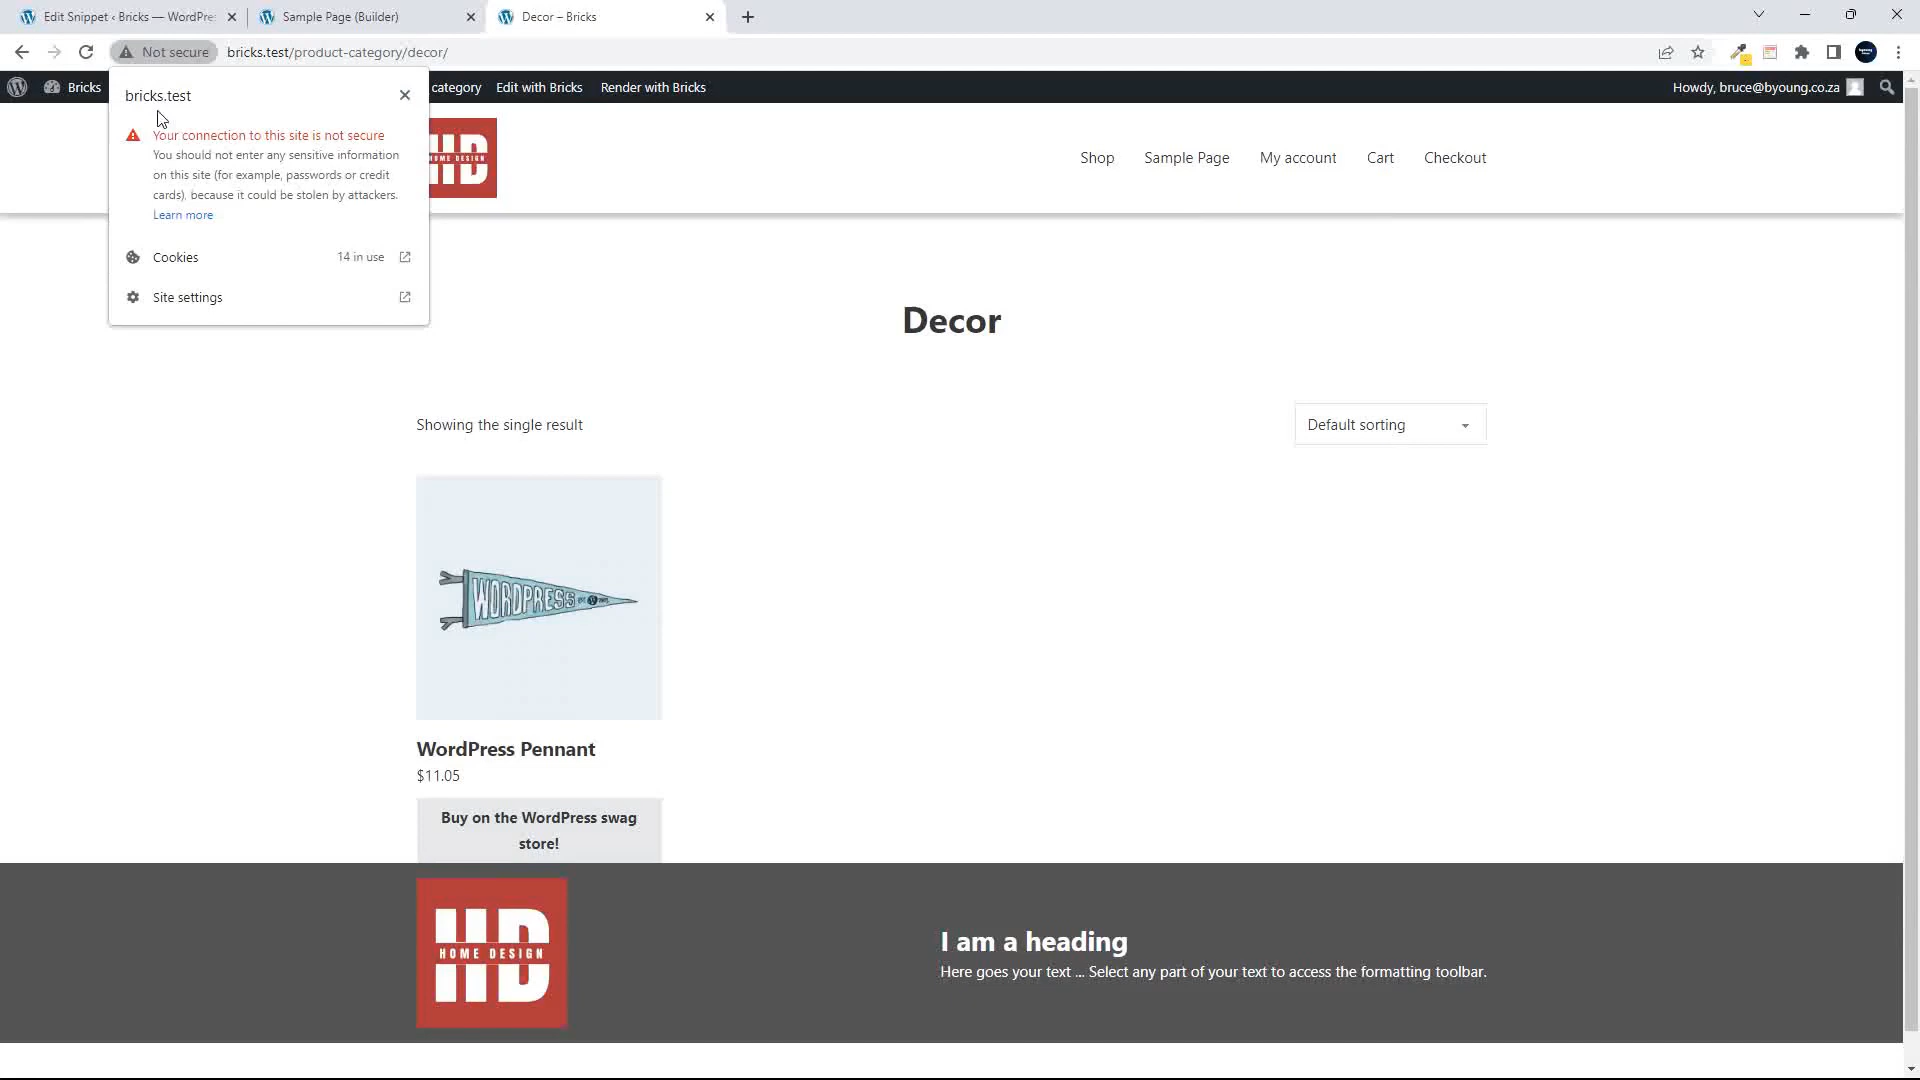 Edit Snippet ‹ Bricks — WordPre
Sample Page (Builder)
Decor – Bricks
Not secure
bricks.test/product-category/decor/
Bricks
category
Edit with Bricks
Render with Bricks
Howdy, bruce@byoung.co.za
bricks.test
Your connection to this site is not secure
You should not enter any sensitive information
on this site (for example, passwords or credit
cards), because it could be stolen by attackers.
Learn more
Cookies
14 in use
Site settings
HD
OME DESIGN
Shop
Sample Page
My account
Cart
Checkout
Decor
Showing the single result
Default sorting
WORDPRESS
WordPress Pennant
$11.05
Buy on the WordPress swag
store!
HD
HOME DESIGN
I am a heading
Here goes your text ... Select any part of your text to access the formatting toolbar.